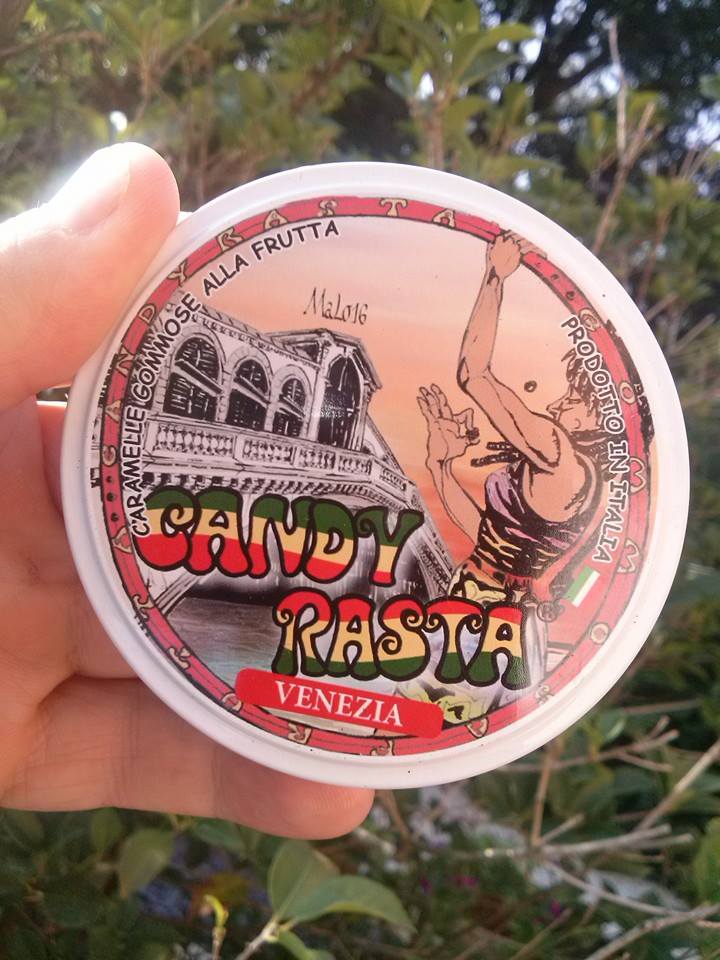 CARAMELLE GOMMOSE ALLA FRUTTA
MaLo16
PRODOTTO IN ITALIA
CANDY
RASTA
VENEZIA